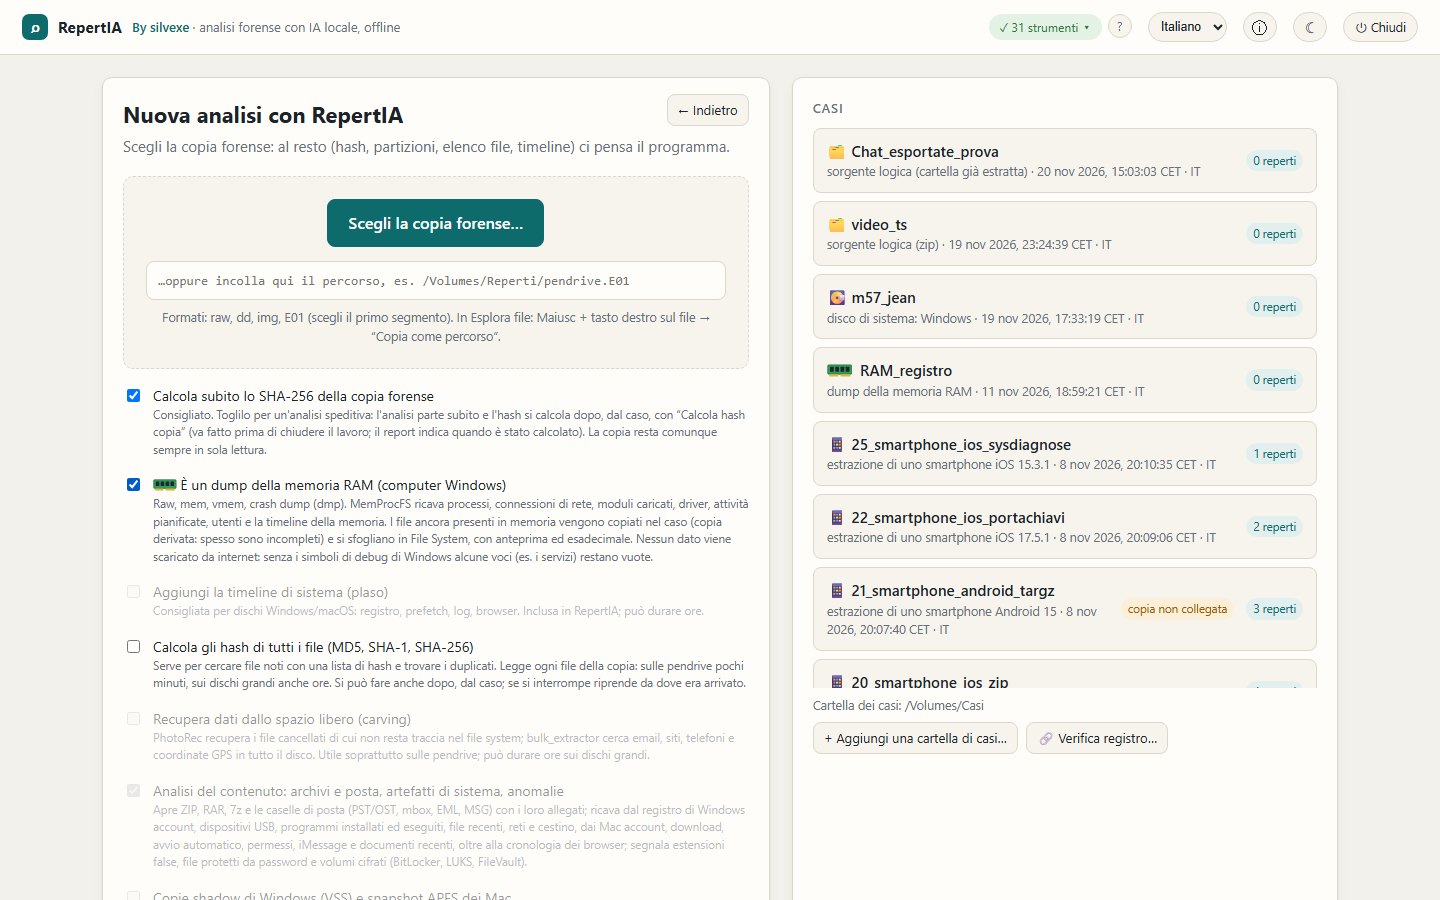 RepertIA By silvexe · analisi forense con IA locale, offline
✓ 31 strumenti ▾
?
Italiano
Chiudi
Nuova analisi con RepertIA
← Indietro
Scegli la copia forense: al resto (hash, partizioni, elenco file, timeline) ci pensa il programma.
Scegli la copia forense...
…oppure incolla qui il percorso, es. /Volumes/Reperti/pendrive.E01
Formati: raw, dd, img, E01 (scegli il primo segmento). In Esplora file: Maiusc + tasto destro sul file →
“Copia come percorso”.
Calcola subito lo SHA-256 della copia forense
Consigliato. Toglilo per un'analisi speditiva: l'analisi parte subito e l'hash si calcola dopo, dal caso, con “Calcola hash
copia” (va fatto prima di chiudere il lavoro; il report indica quando è stato calcolato). La copia resta comunque
sempre in sola lettura.
È un dump della memoria RAM (computer Windows)
Raw, mem, vmem, crash dump (dmp). MemProcFS ricava processi, connessioni di rete, moduli caricati, driver, attività
pianificate, utenti e la timeline della memoria. I file ancora presenti in memoria vengono copiati nel caso (copia
derivata: spesso sono incompleti) e si sfogliano in File System, con anteprima ed esadecimale. Nessun dato viene
scaricato da internet: senza i simboli di debug di Windows alcune voci (es. i servizi) restano vuote.
Aggiungi la timeline di sistema (plaso)
Consigliata per dischi Windows/macOS: registro, prefetch, log, browser. Inclusa in RepertIA; può durare ore.
Calcola gli hash di tutti i file (MD5, SHA-1, SHA-256)
Serve per cercare file noti con una lista di hash e trovare i duplicati. Legge ogni file della copia: sulle pendrive pochi
minuti, sui dischi grandi anche ore. Si può fare anche dopo, dal caso; se si interrompe riprende da dove era arrivato.
Recupera dati dallo spazio libero (carving)
PhotoRec recupera i file cancellati di cui non resta traccia nel file system; bulk_extractor cerca email, siti, telefoni e
coordinate GPS in tutto il disco. Utile soprattutto sulle pendrive; può durare ore sui dischi grandi.
Analisi del contenuto: archivi e posta, artefatti di sistema, anomalie
Apre ZIP, RAR, 7z e le caselle di posta (PST/OST, mbox, EML, MSG) con i loro allegati; ricava dal registro di Windows
account, dispositivi USB, programmi installati ed eseguiti, file recenti, reti e cestino, dai Mac account, download,
avvio automatico, permessi, iMessage e documenti recenti, oltre alla cronologia dei browser; segnala estensioni
false, file protetti da password e volumi cifrati (BitLocker, LUKS, FileVault).
Copie shadow di Windows (VSS) e snapshot APFS dei Mac
CASI
Chat_esportate_prova
sorgente logica (cartella già estratta) · 20 nov 2026, 15:03:03 CET · IT
0 reperti
video_ts
sorgente logica (zip) · 19 nov 2026, 23:24:39 CET · IT
0 reperti
m57_jean
disco di sistema: Windows · 19 nov 2026, 17:33:19 CET · IT
0 reperti
RAM_registro
dump della memoria RAM · 11 nov 2026, 18:59:21 CET · IT
0 reperti
25_smartphone_ios_sysdiagnose
estrazione di uno smartphone iOS 15.3.1 · 8 nov 2026, 20:10:35 CET · IT
1 reperti
22_smartphone_ios_portachiavi
estrazione di uno smartphone iOS 17.5.1 · 8 nov 2026, 20:09:06 CET · IT
2 reperti
21_smartphone_android_targz
estrazione di uno smartphone Android 15 · 8 nov
2026, 20:07:40 CET · IT
copia non collegata
3 reperti
20_smartphone_ios_zip
Cartella dei casi: /Volumes/Casi
+ Aggiungi una cartella di casi...
Verifica registro...